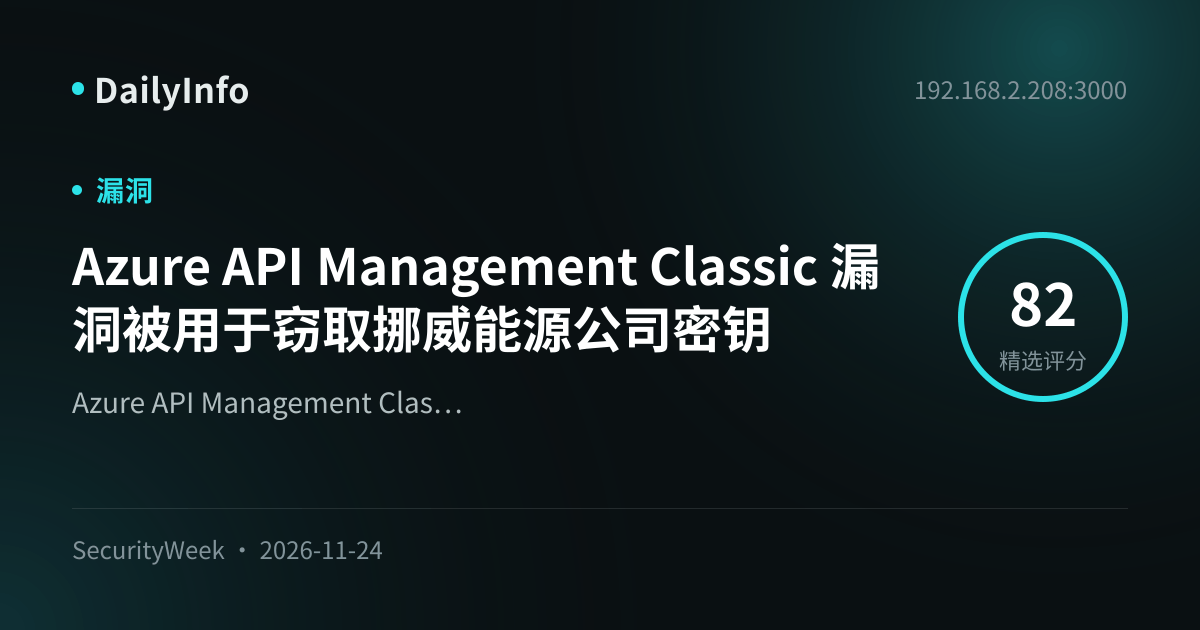 DailyInfo
192.168.2.208:3000
漏洞
Azure API Management Classic 漏
洞被用于窃取挪威能源公司密钥
82
精选评分
Azure API Management Clas…
SecurityWeek · 2026-11-24